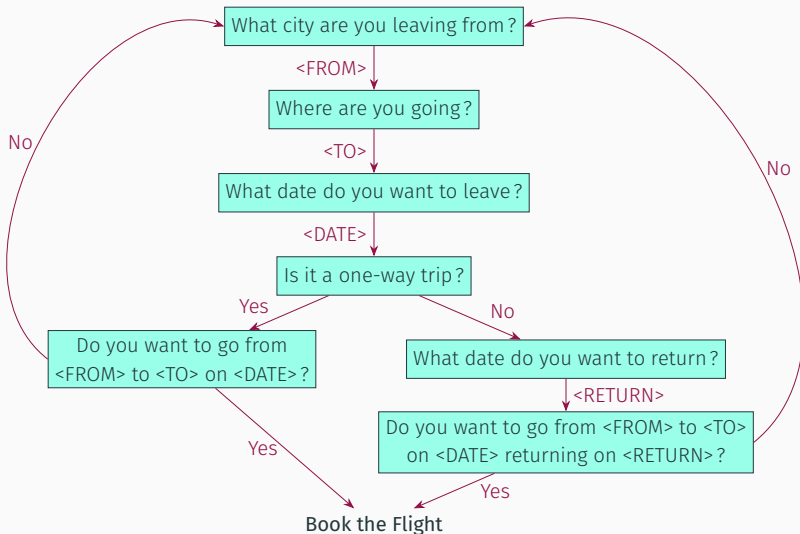 What city are you leaving from?
<FROM>
Where are you going?
No
<TO>
No
What date do you want to leave?
<DATE>
Is it a one-way trip?
Yes
No
Do you want to go from
<FROM> to <TO> on <DATE>?
What date do you want to return?
<RETURN>
Do you want to go from <FROM> to <TO>
on <DATE> returning on <RETURN>?
Yes
Yes
Book the Flight